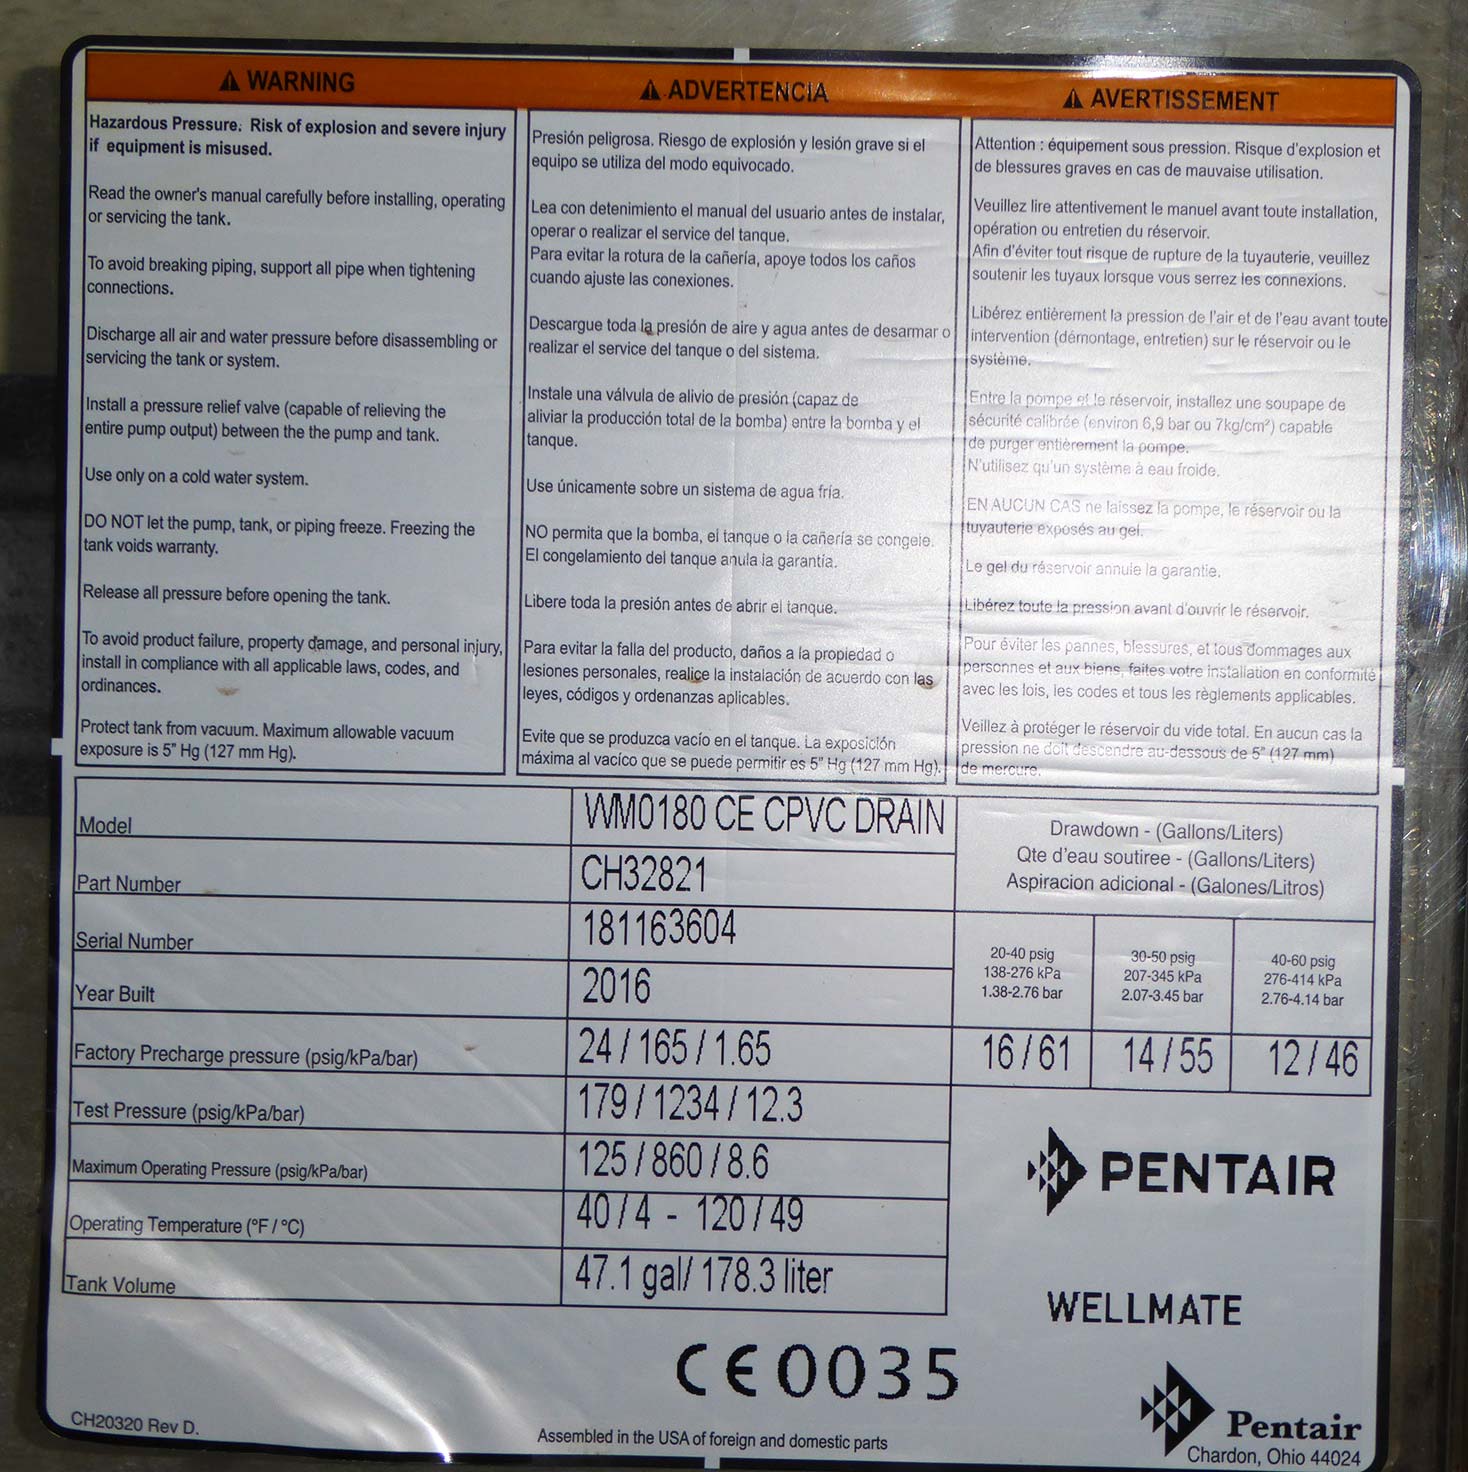 WARNING
Hazardous Pressure. Risk of explosion and severe injury
if equipment is misused.
Read the owner's manual carefully before installing, operating
or servicing the tank.
To avoid breaking piping, support all pipe when tightening
connections.
Discharge all air and water pressure before disassembling or
servicing the tank or system.
Install a pressure relief valve (capable of relieving the
entire pump output) between the the pump and tank.
Use only on a cold water system.
DO NOT let the pump, tank, or piping freeze. Freezing the
tank voids warranty.
Release all pressure before opening the tank.
To avoid product failure, property damage, and personal injury,
install in compliance with all applicable laws, codes, and
ordinances.
Protect tank from vacuum. Maximum allowable vacuum
exposure is 5" Hg (127 mm Hg).
ADVERTENCIA
Presión peligrosa. Riesgo de explosión y lesión grave si el
equipo se utiliza del modo equivocado.
Lea con detenimiento el manual del usuario antes de instalar,
operar o realizar el service del tanque.
Para evitar la rotura de la cañería, apoye todos los caños
cuando ajuste las conexiones.
Descargue toda la presión de aire y agua antes de desarmar o
realizar el service del tanque o del sistema.
Instale una válvula de alivio de presión (capaz de
aliviar la producción total de la bomba) entre la bomba y el
tanque.
Use únicamente sobre un sistema de agua fría.
NO permita que la bomba, el tanque o la cañería se congele.
El congelamiento del tanque anula la garantía.
Libere toda la presión antes de abrir el tanque.
Para evitar la falla del producto, daños a la propiedad o
lesiones personales, realice la instalación de acuerdo con las
leyes, códigos y ordenanzas aplicables.
Evite que se produzca vacío en el tanque. La exposición
máxima al vacíco que se puede permitir es 5" Hg (127 mm Hg).
AVERTISSEMENT
Attention : équipement sous pression. Risque d'explosion et
de blessures graves en cas de mauvaise utilisation.
Veuillez lire attentivement le manuel avant toute installation,
opération ou entretien du réservoir.
Afin d'éviter tout risque de rupture de la tuyauterie, veuillez
soutenir les tuyaux lorsque vous serrez les connexions.
Libérez entièrement la pression de l'air et de l'eau avant toute
intervention (démontage, entretien) sur le réservoir ou le
système.
Entre la pompe et le réservoir, installez une soupape de
sécurité calibrée (environ 6,9 bar ou 7kg/cm²) capable
de purger entièrement la pompe.
N'utilisez qu'un système à eau froide.
EN AUCUN CAS ne laissez la pompe, le réservoir ou la
tuyauterie exposés au gel.
Le gel du réservoir annule la garantie.
Libérez toute la pression avant d'ouvrir le réservoir.
Pour éviter les pannes, blessures, et tous dommages aux
personnes et aux biens, faites votre installation en conformité
avec les lois, les codes et tous les règlements applicables.
Veillez à protéger le réservoir du vide total. En aucun cas la
pression ne doit descendre au-dessous de 5" (127 mm)
de mercure.
Model WM0180 CE CPVC DRAIN
Part Number CH32821
Serial Number 181163604
Year Built 2016
Factory Precharge pressure (psig/kPa/bar) 24 / 165 / 1.65
Test Pressure (psig/kPa/bar) 179 / 1234 / 12.3
Maximum Operating Pressure (psig/kPa/bar) 125 / 860 / 8.6
Operating Temperature (°F / °C) 40 / 4 - 120 / 49
Tank Volume 47.1 gal/ 178.3 liter
Drawdown - (Gallons/Liters)
Qte d'eau soutiree - (Gallons/Liters)
Aspiracion adicional - (Galones/Litros)
20-40 psig
138-276 kPa
1.38-2.76 bar
30-50 psig
207-345 kPa
2.07-3.45 bar
40-60 psig
276-414 kPa
2.76-4.14 bar
16 / 61 14 / 55 12 / 46
PENTAIR
WELLMATE
CE 0035
Pentair
Chardon, Ohio 44024
CH20320 Rev D.
Assembled in the USA of foreign and domestic parts